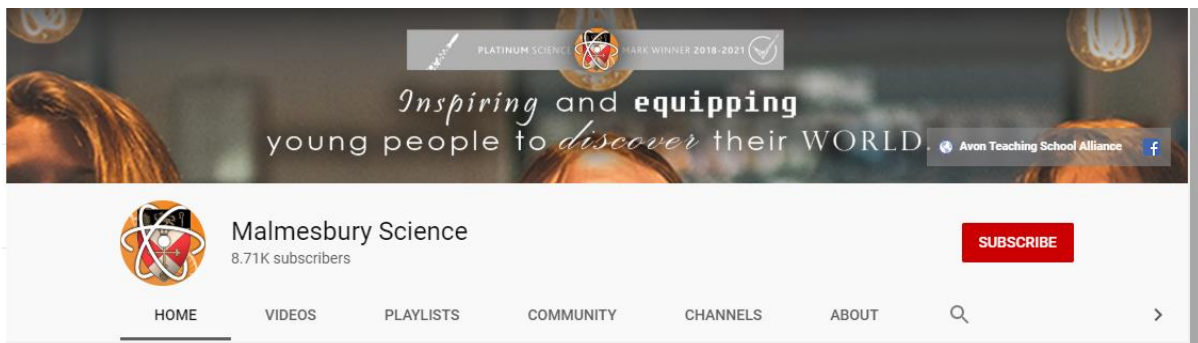 PLATINUM SCIENCE MARK WINNER 2018-2021
Inspiring and equipping
young people to discover their WORLD.
Avon Teaching School Alliance
Malmesbury Science
8.71K subscribers
SUBSCRIBE
HOME VIDEOS PLAYLISTS COMMUNITY CHANNELS ABOUT